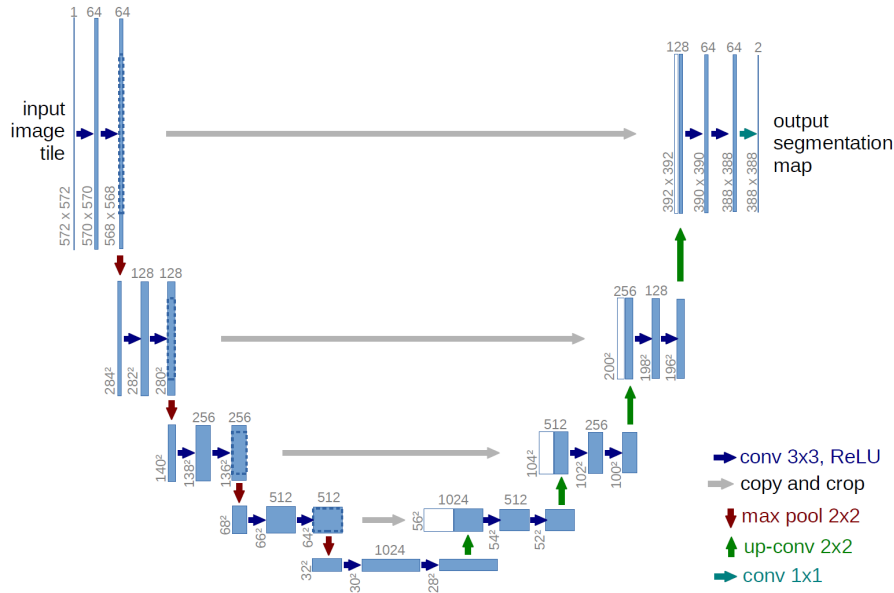 1 64 64
128 64 64 2
input
image
tile
output
segmentation
map
572 x 572
570 x 570
568 x 568
392 x 392
390 x 390
388 x 388
388 x 388
128 128
256 128
284²
282²
280²
200²
198²
196²
256 256
512 256
140²
138²
136²
104²
102²
100²
512 512
1024 512
68²
66²
64²
56²
54²
52²
1024
32²
30²
28²
conv 3x3, ReLU
copy and crop
max pool 2x2
up-conv 2x2
conv 1x1